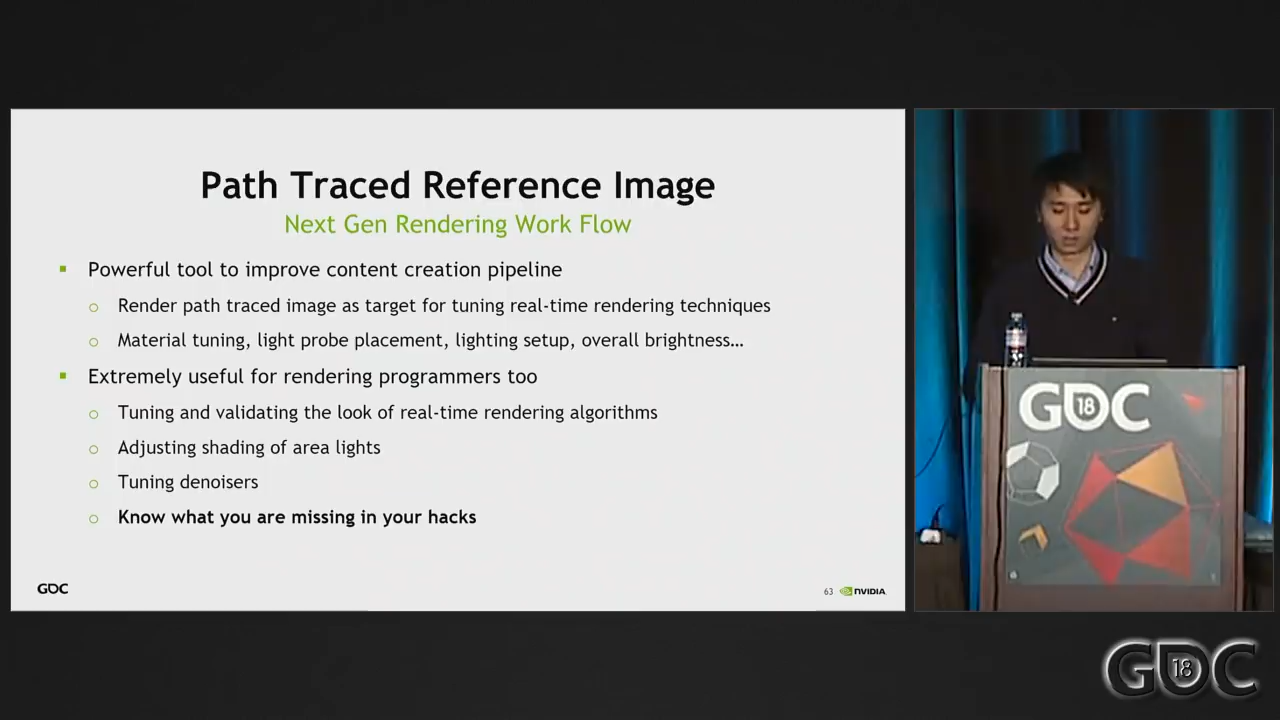 Path Traced Reference Image
Next Gen Rendering Work Flow
▪ Powerful tool to improve content creation pipeline
o Render path traced image as target for tuning real-time rendering techniques
o Material tuning, light probe placement, lighting setup, overall brightness…
▪ Extremely useful for rendering programmers too
o Tuning and validating the look of real-time rendering algorithms
o Adjusting shading of area lights
o Tuning denoisers
o Know what you are missing in your hacks
GDC
63 NVIDIA
GDC 18
GDC 18